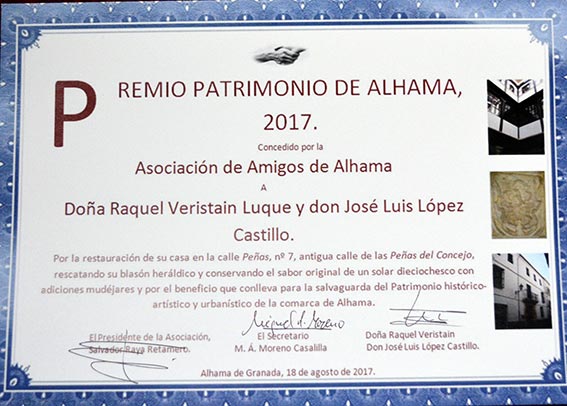 PREMIO PATRIMONIO DE ALHAMA,
2017.
Concedido por la
Asociación de Amigos de Alhama
A
Doña Raquel Veristain Luque y don José Luis López
Castillo.
Por la restauración de su casa en la calle Peñas, nº 7, antigua calle de las Peñas del Concejo,
rescatando su blasón heráldico y conservando el sabor original de un solar dieciochesco con
adiciones mudéjares y por el beneficio que conlleva para la salvaguarda del Patrimonio histórico-
artístico y urbanístico de la comarca de Alhama.
Miguel A. Moreno
El Presidente de la Asociación, El Secretario Doña Raquel Veristain
Salvador Raya Retamero. M. Á. Moreno Casalilla Don José Luis López Castillo.
Alhama de Granada, 18 de agosto de 2017.